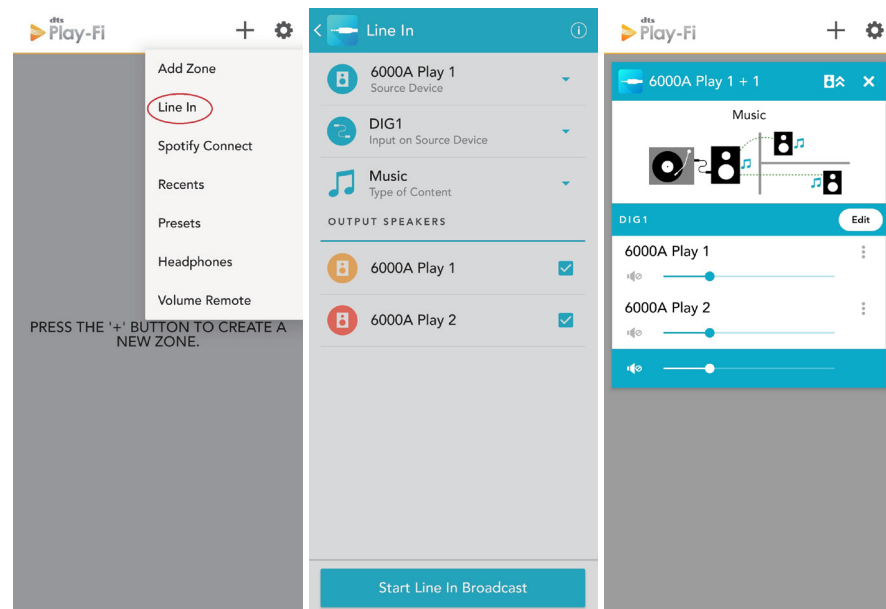 dts
Play-Fi
Add Zone
Line In
Spotify Connect
Recents
Presets
Headphones
Volume Remote
PRESS THE '+' BUTTON TO CREATE A
NEW ZONE.
Line In
6000A Play 1
Source Device
DIG1
Input on Source Device
Music
Type of Content
OUTPUT SPEAKERS
6000A Play 1
6000A Play 2
Start Line In Broadcast
dts
Play-Fi
6000A Play 1 + 1
Music
DIG1
Edit
6000A Play 1
6000A Play 2